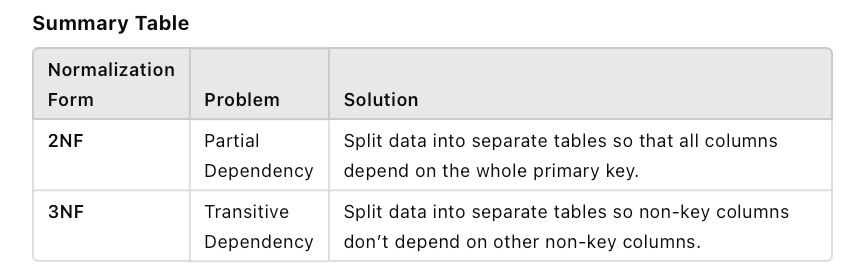 Summary Table
Normalization
Form
Problem
Solution
2NF
Partial
Dependency
Split data into separate tables so that all columns
depend on the whole primary key.
3NF
Transitive
Dependency
Split data into separate tables so non-key columns
don’t depend on other non-key columns.